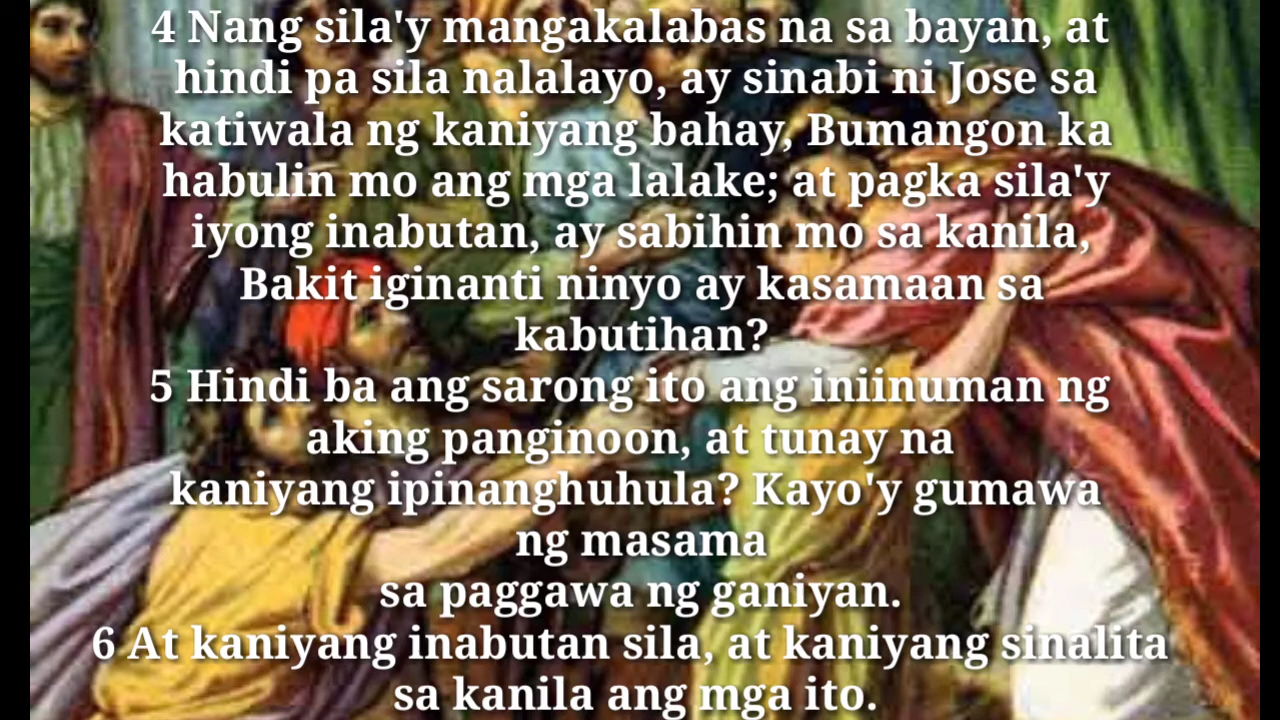 4 Nang sila'y mangakalabas na sa bayan, at
hindi pa sila nalalayo, ay sinabi ni Jose sa
katiwala ng kaniyang bahay, Bumangon ka
habulin mo ang mga lalake; at pagka sila'y
iyong inabutan, ay sabihin mo sa kanila,
Bakit iginanti ninyo ay kasamaan sa
kabutihan?
5 Hindi ba ang sarong ito ang iniinuman ng
aking panginoon, at tunay na
kaniyang ipinanghuhula? Kayo'y gumawa
ng masama
sa paggawa ng ganiyan.
6 At kaniyang inabutan sila, at kaniyang sinalita
sa kanila ang mga ito.